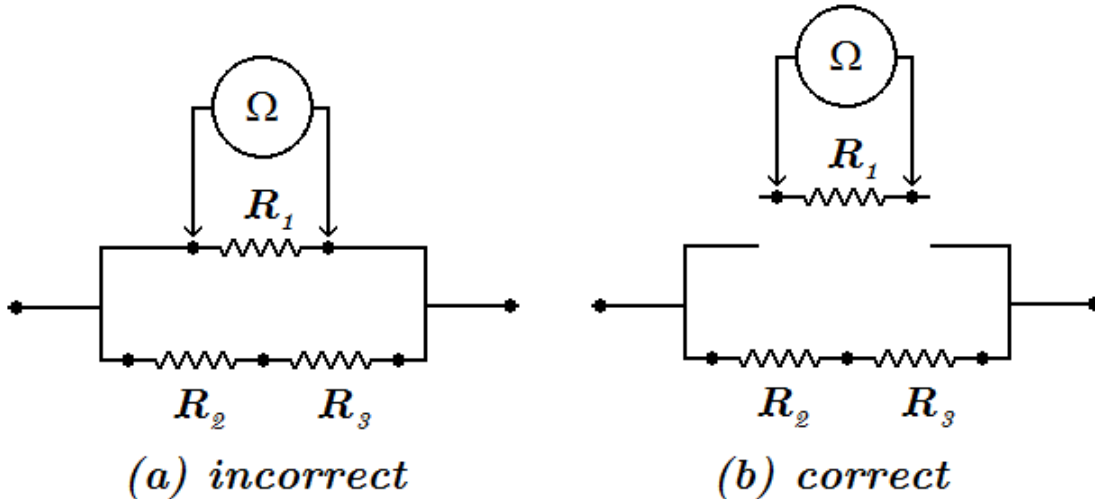 Ω
R₁
R₂ R₃
(a) incorrect
Ω
R₁
R₂ R₃
(b) correct